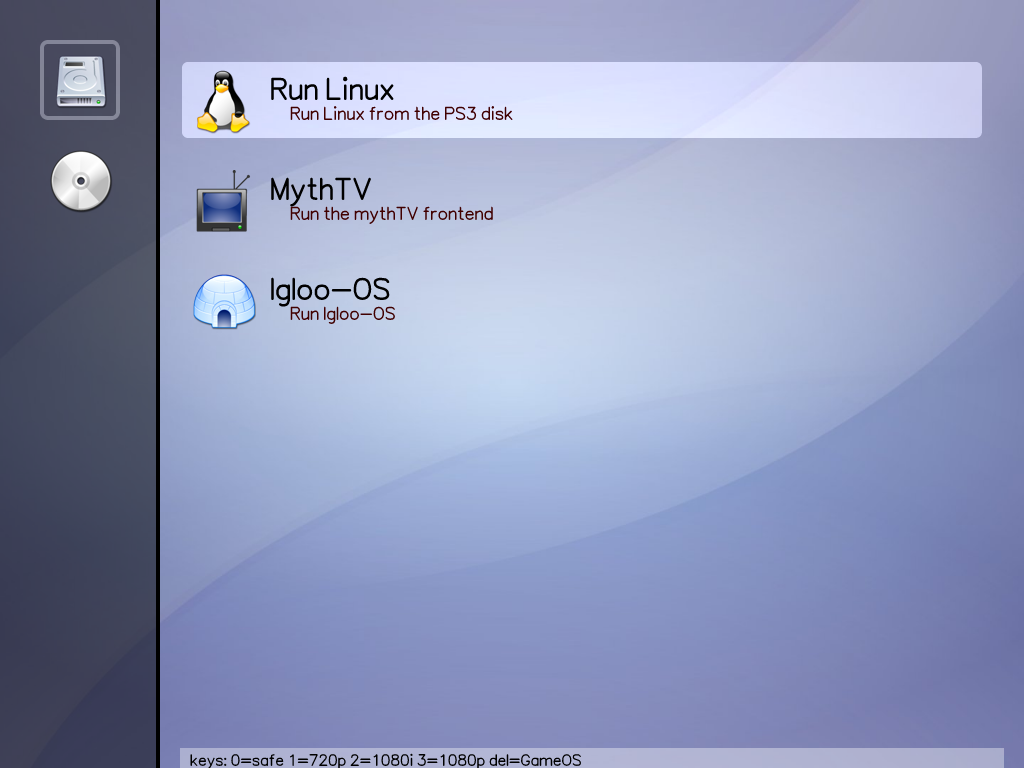 Run Linux
Run Linux from the PS3 disk
MythTV
Run the mythTV frontend
Igloo-OS
Run Igloo-OS
keys: 0=safe 1=720p 2=1080i 3=1080p del=GameOS